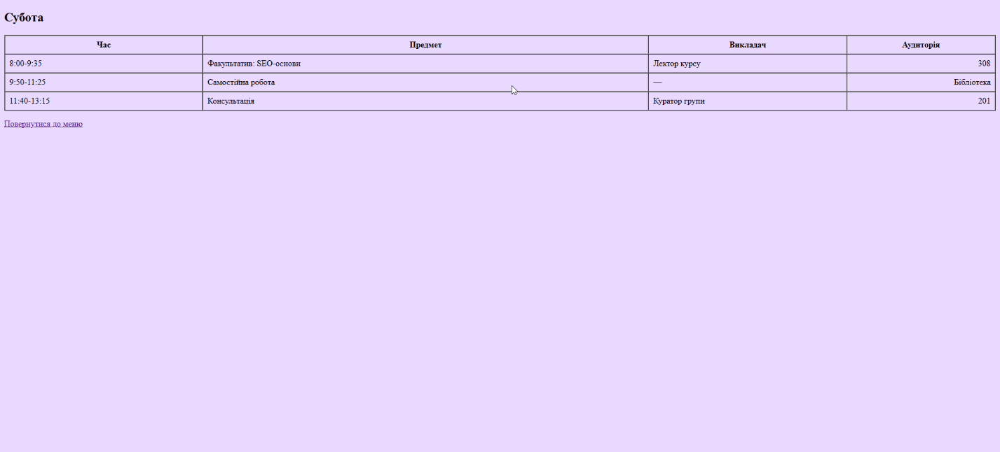 Субота
Час Предмет Викладач Аудиторія
8:00-9:35 Факультатив: SEO-основи Лектор курсу 308
9:50-11:25 Самостійна робота — Бібліотека
11:40-13:15 Консультація Куратор групи 201
Повернутися до меню